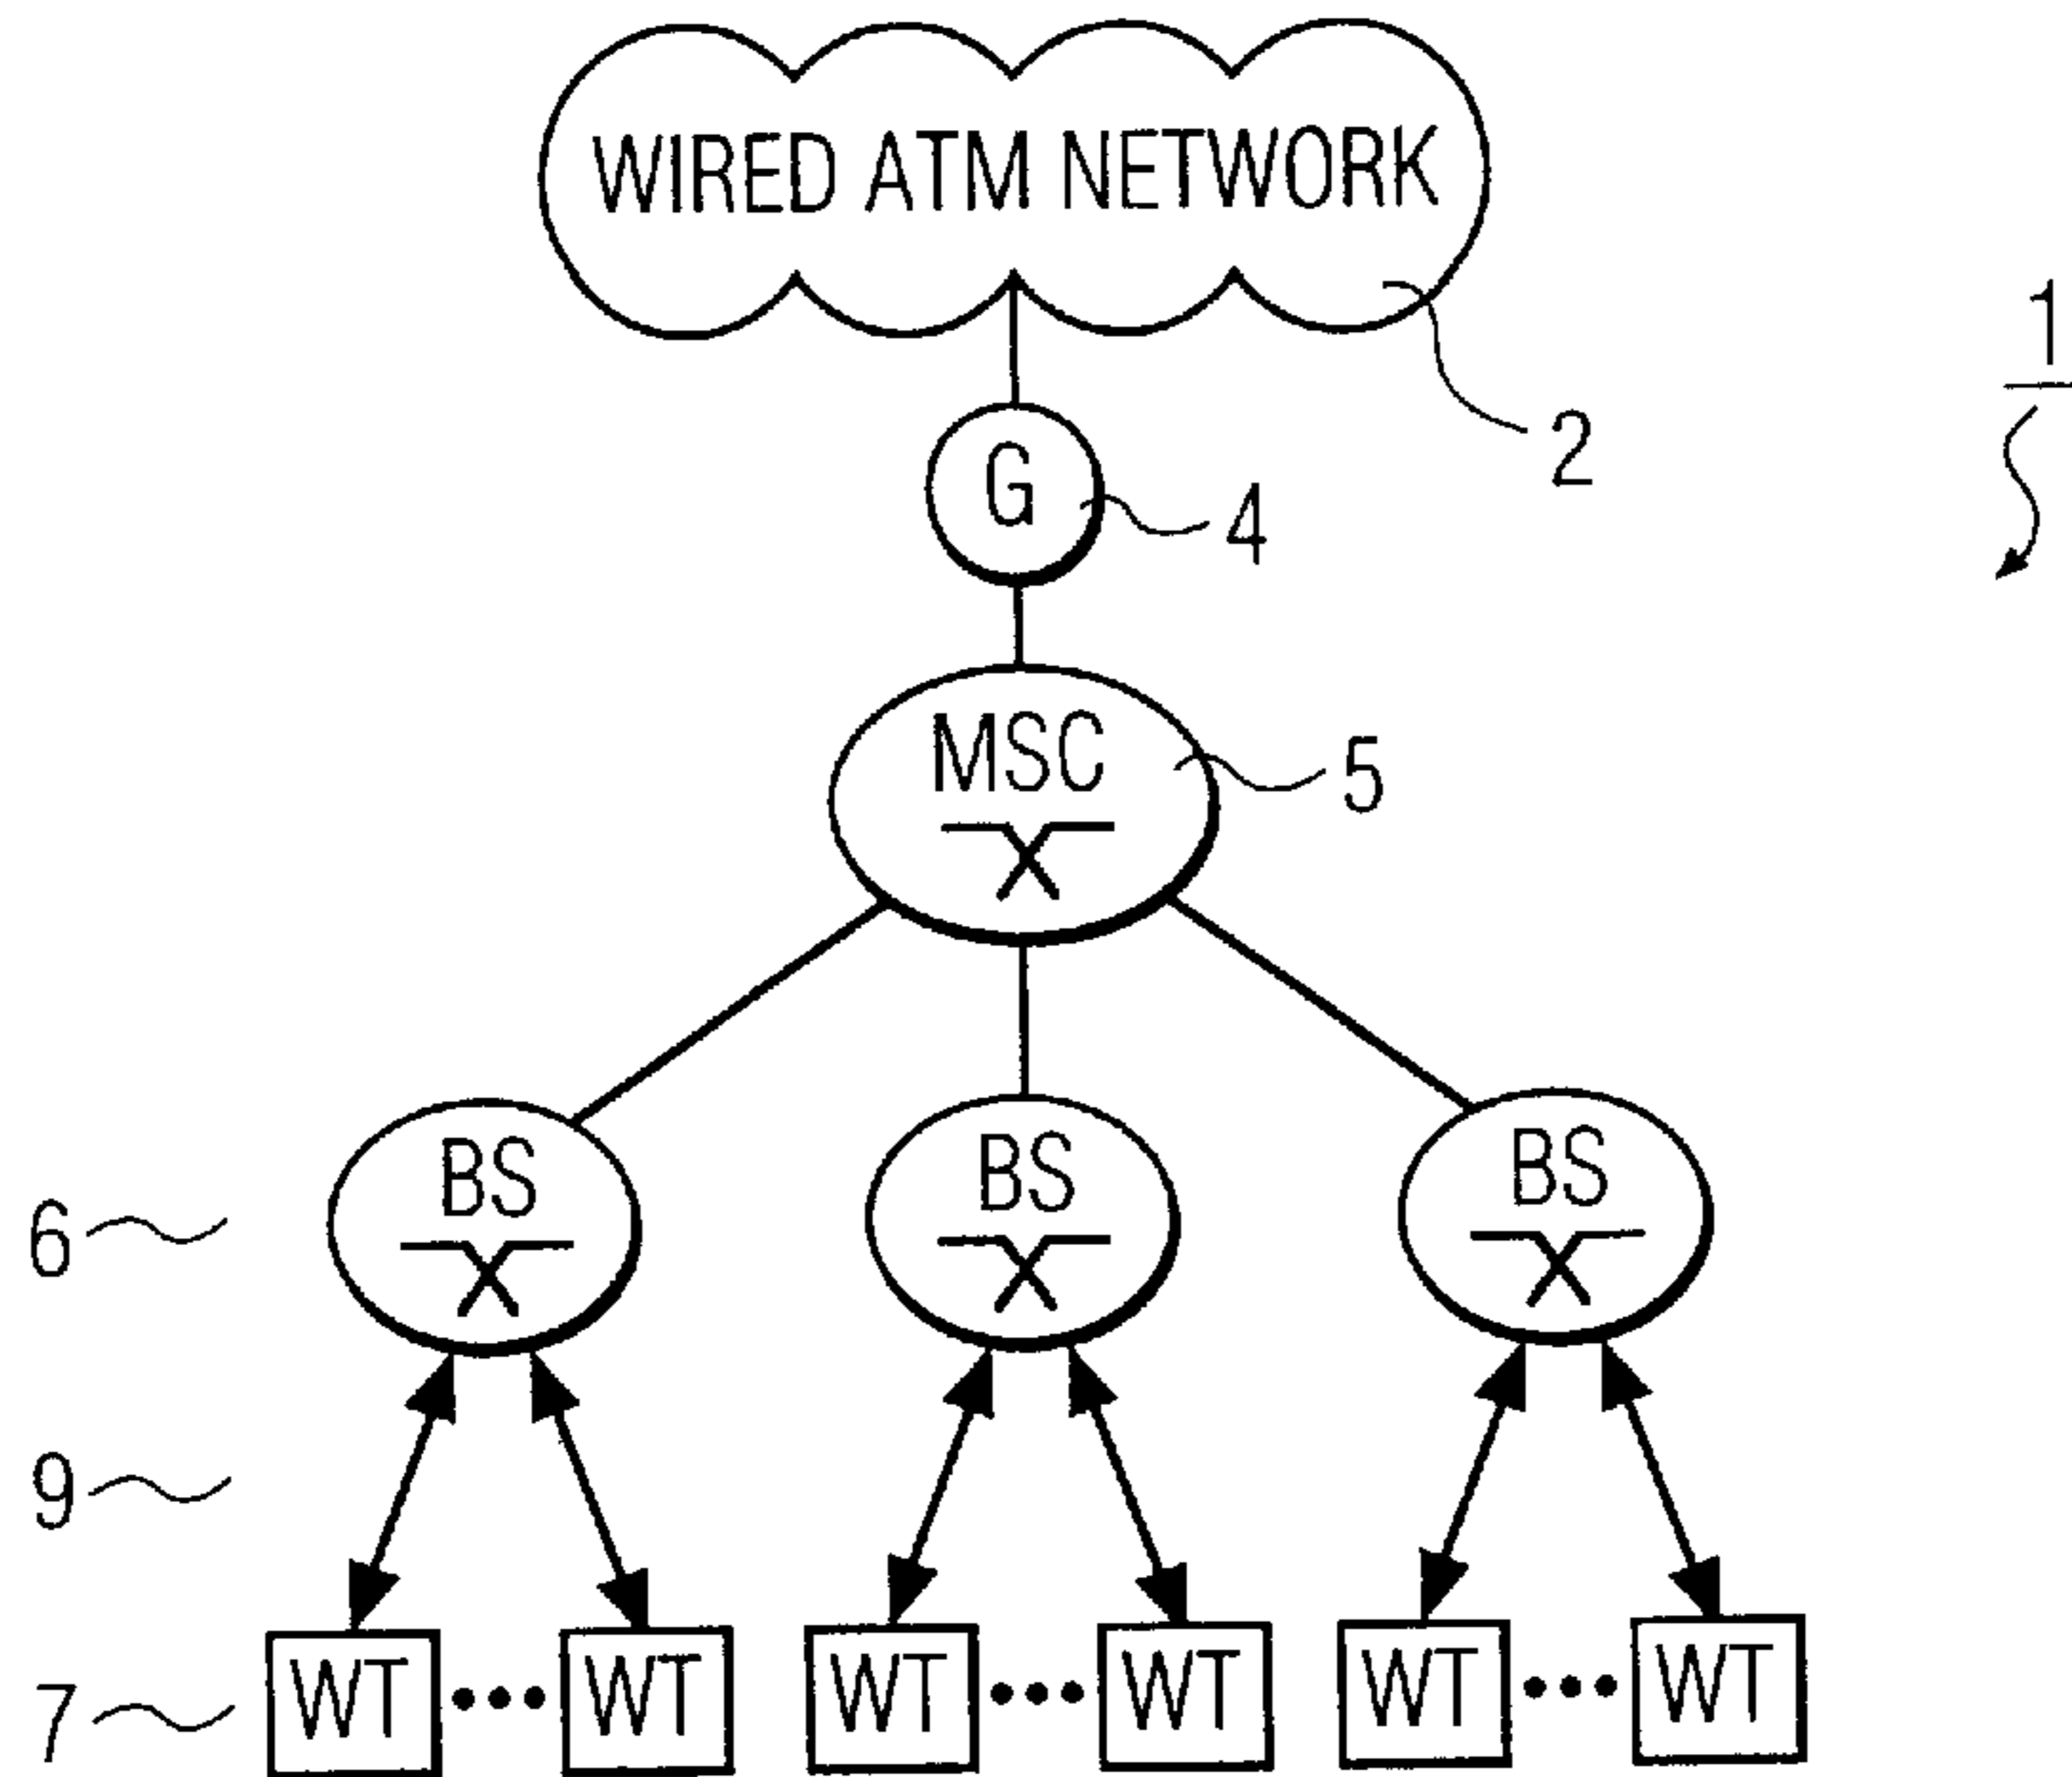 WIRED ATM NETWORK
1
2
G
4
MSC
5
X
BS BS BS
6
X X X
9
7
WT ••• WT WT ••• WT WT ••• WT